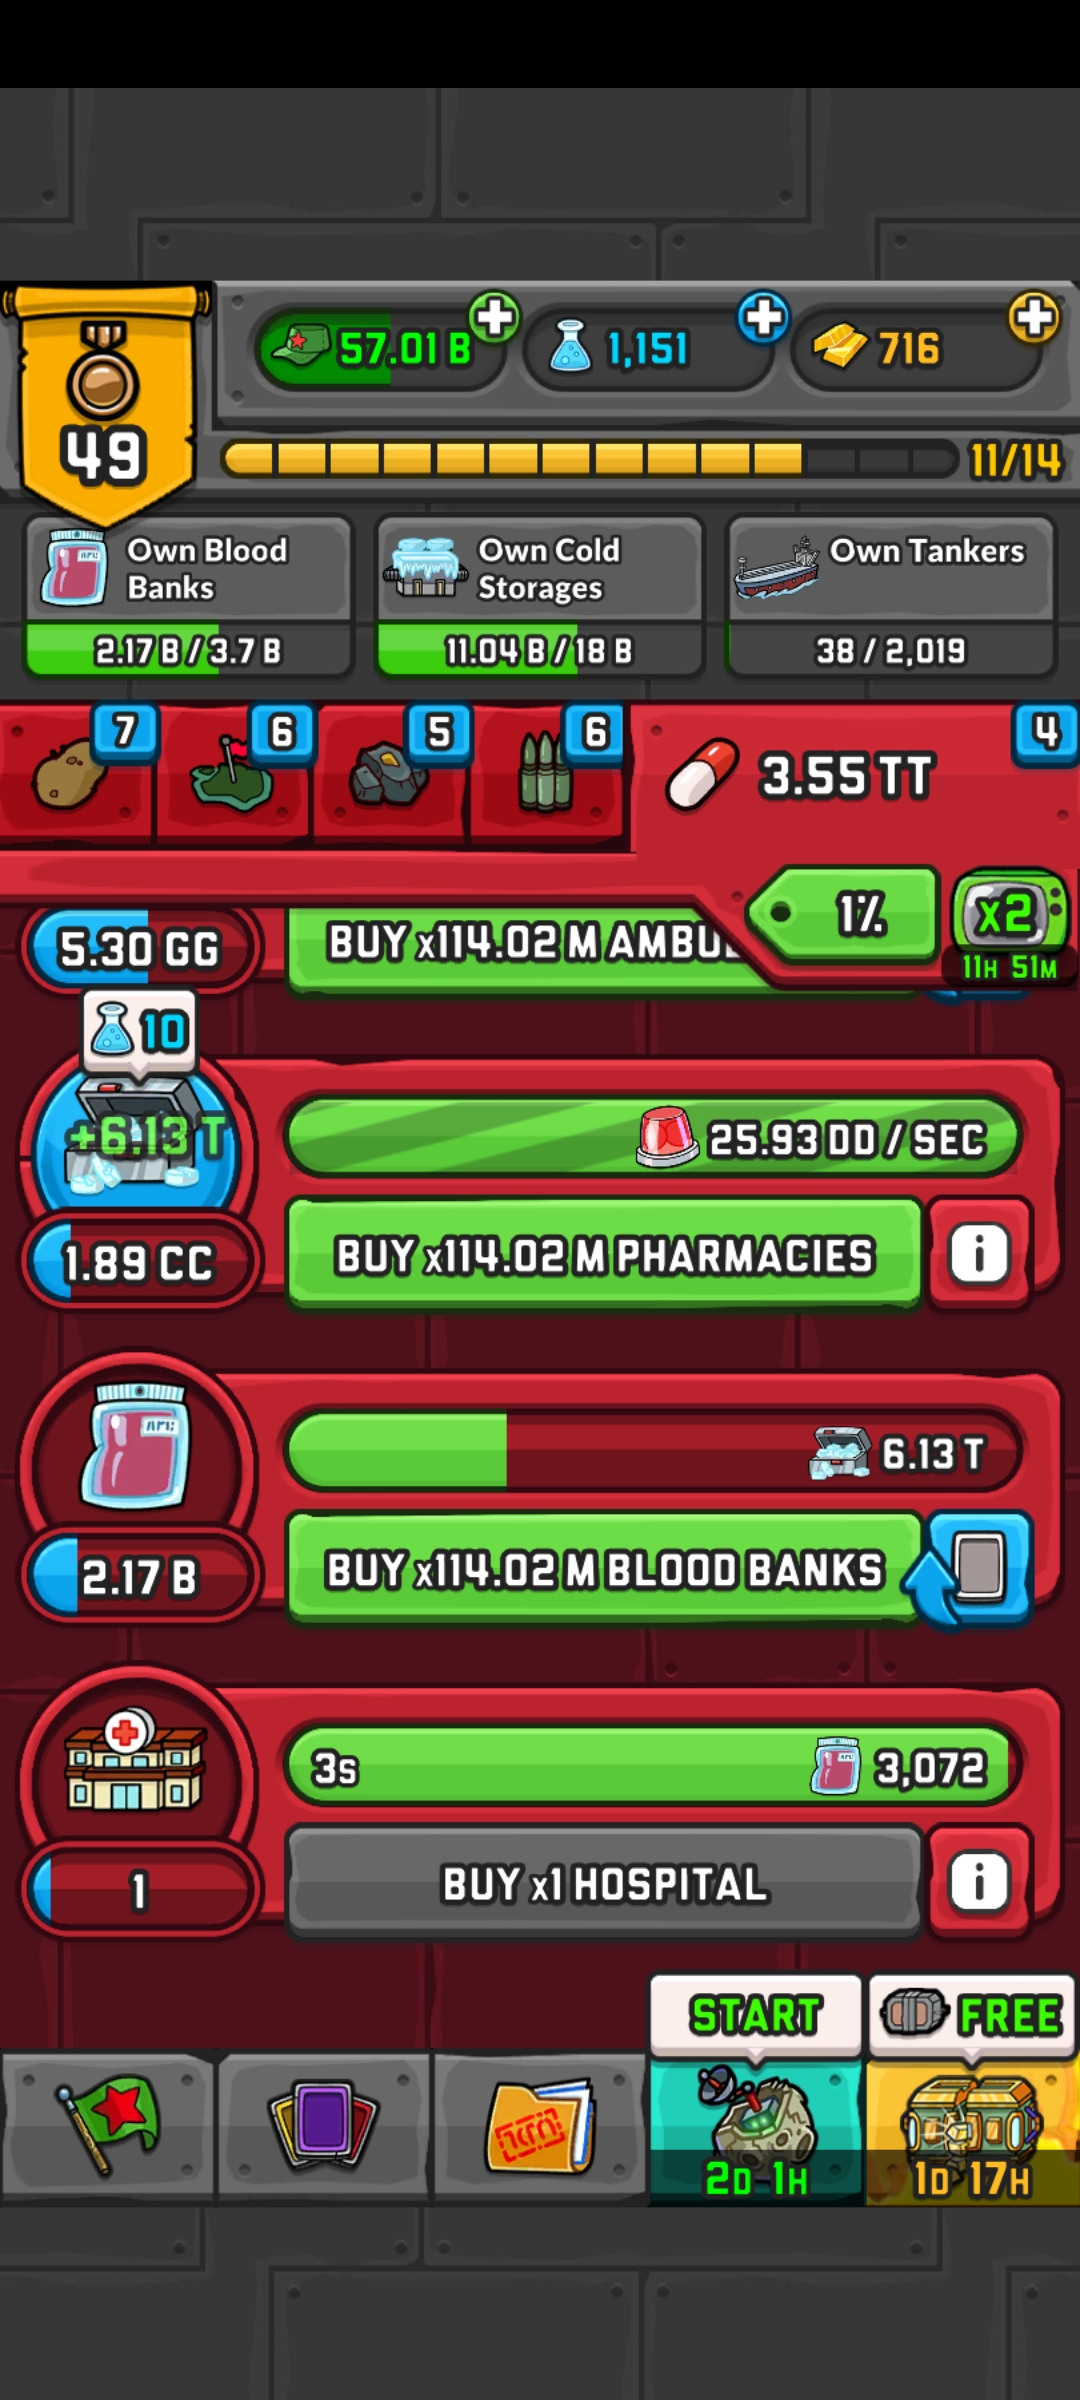 57.01 B
1,151
716
49
11/14
Own Blood
Banks
2.17 B / 3.7 B
Own Cold
Storages
11.04 B / 18 B
Own Tankers
38 / 2,019
7
6
5
6
3.55 TT
4
1%
x2
11H 51M
5.30 GG
BUY x114.02 M
10
+6.13 T
25.93 DD / SEC
1.89 CC
BUY x114.02 M PHARMACIES
i
6.13 T
2.17 B
BUY x114.02 M BLOOD BANKS
3s
3,072
1
BUY x1 HOSPITAL
i
START
FREE
2D 1H
1D 17H